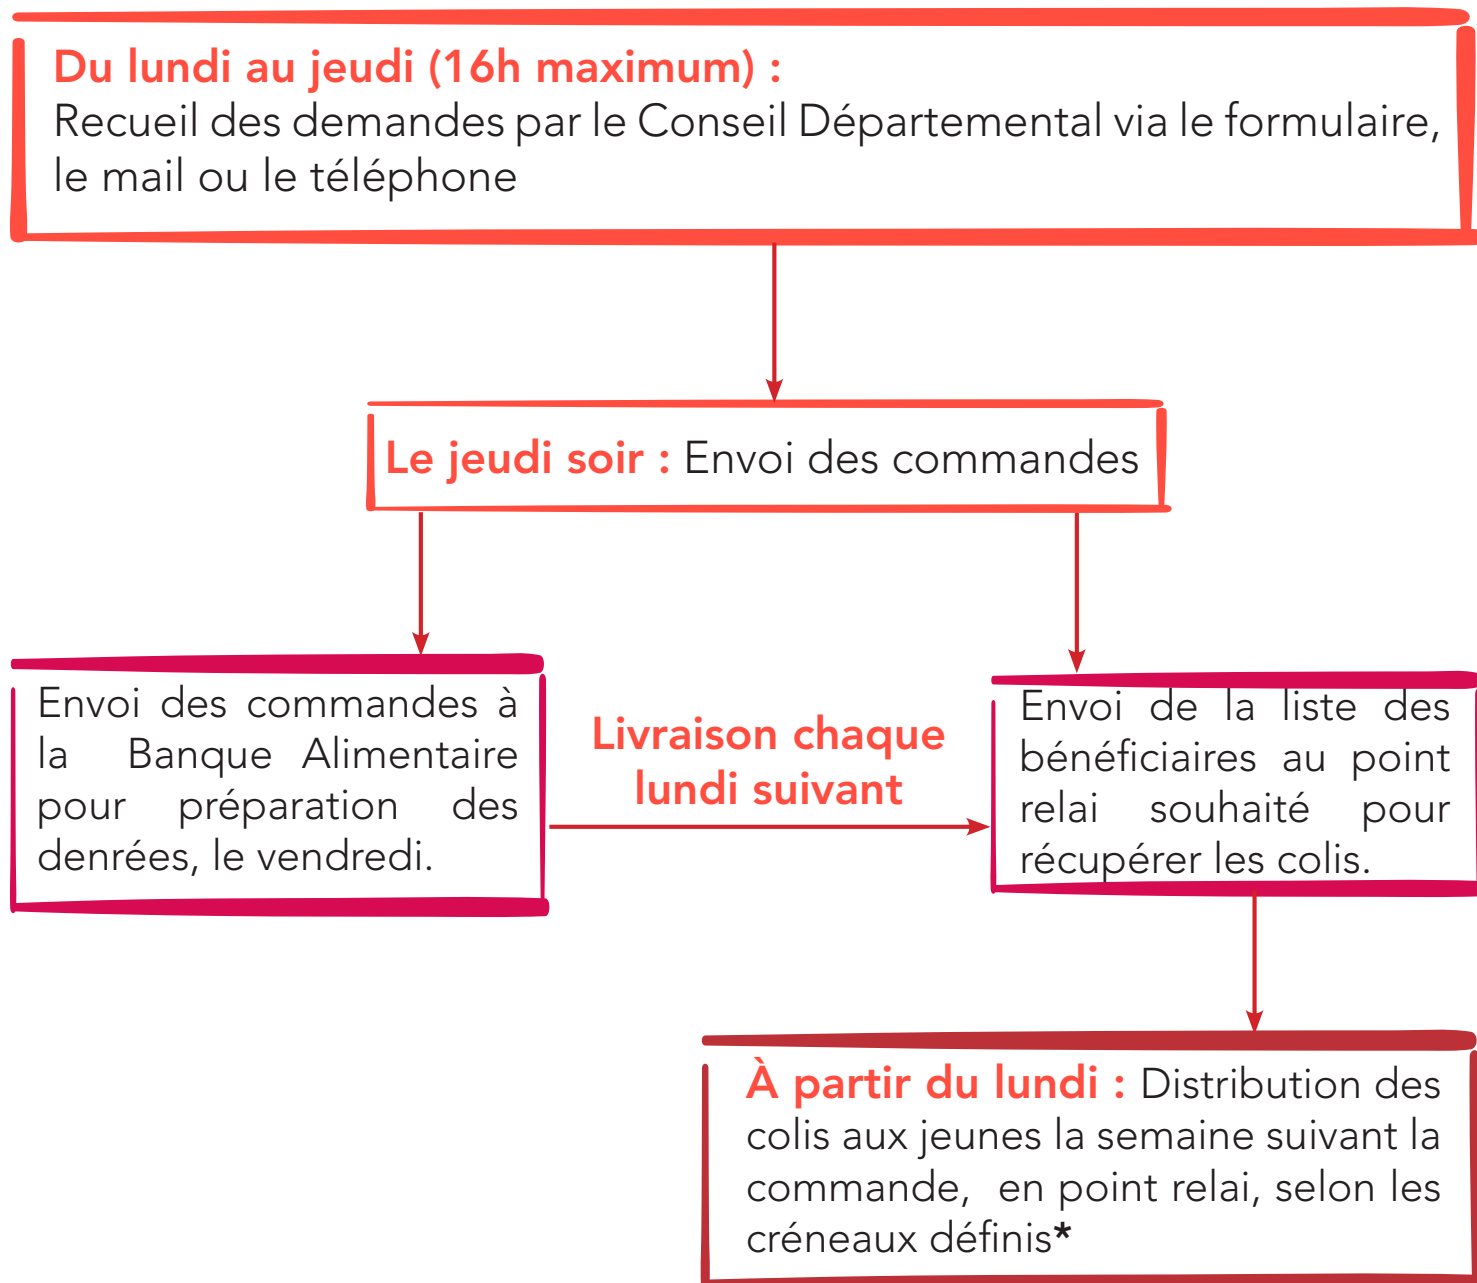 Du lundi au jeudi (16h maximum) :
Recueil des demandes par le Conseil Départemental via le formulaire,
le mail ou le téléphone
Le jeudi soir : Envoi des commandes
Envoi des commandes à
la Banque Alimentaire
pour préparation des
denrées, le vendredi.
Livraison chaque
lundi suivant
Envoi de la liste des
bénéficiaires au point
relai souhaité pour
récupérer les colis.
À partir du lundi : Distribution des
colis aux jeunes la semaine suivant la
commande, en point relai, selon les
créneaux définis*